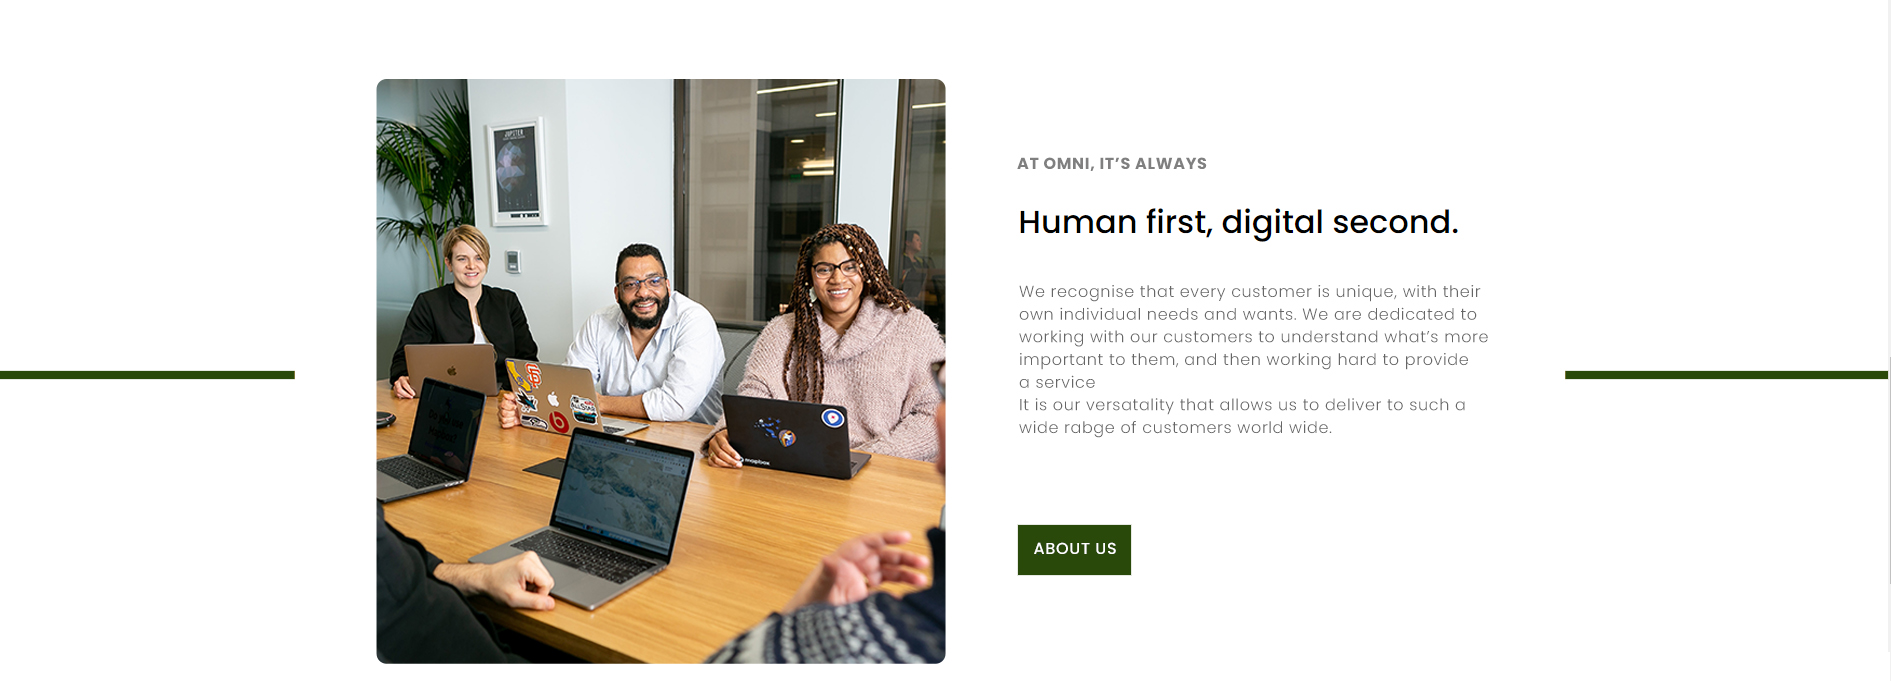 JUPITER
AT OMNI, IT’S ALWAYS
Human first, digital second.
We recognise that every customer is unique, with their
own individual needs and wants. We are dedicated to
working with our customers to understand what’s more
important to them, and then working hard to provide
a service
It is our versatality that allows us to deliver to such a
wide rabge of customers world wide.
mapbox
ABOUT US